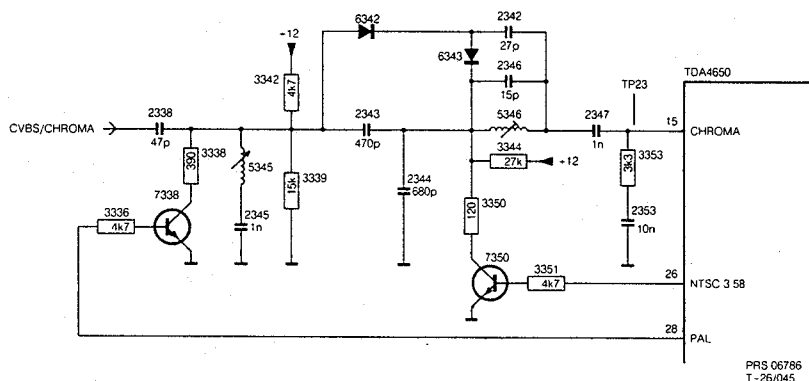 6342
2342
27p
-12
6343
2346
15p
TDA4650
3342
4k7
TP23
2338
47p
2343
470p
5346
2347
1n
CVBS/CHROMA
t5
CHROMA
3338
390
5345
3344
27k
+12
3353
3k3
7338
15k
3339
2344
680p
3350
120
3336
4k7
2345
1n
2353
10n
7350
3351
4k7
26
NTSC 3 58
28
PAL
PRS 06786
T-26/045